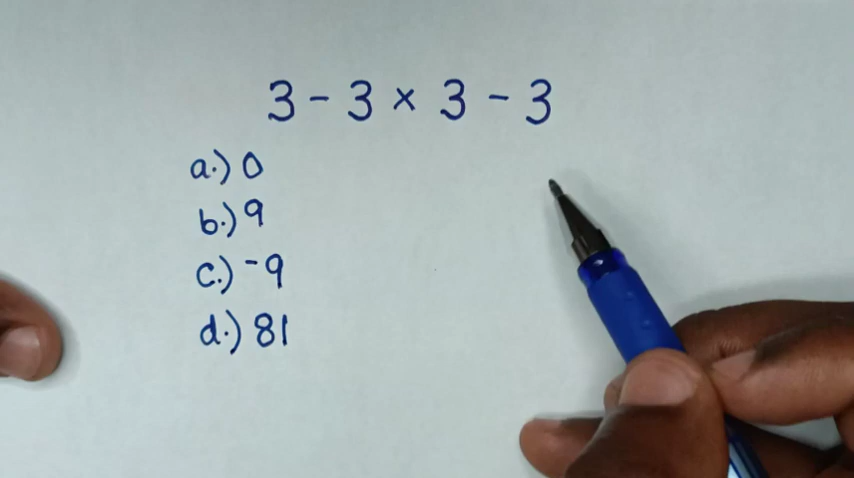 3 - 3 × 3 - 3
a.) 0
b.) 9
c.) -9
d.) 81